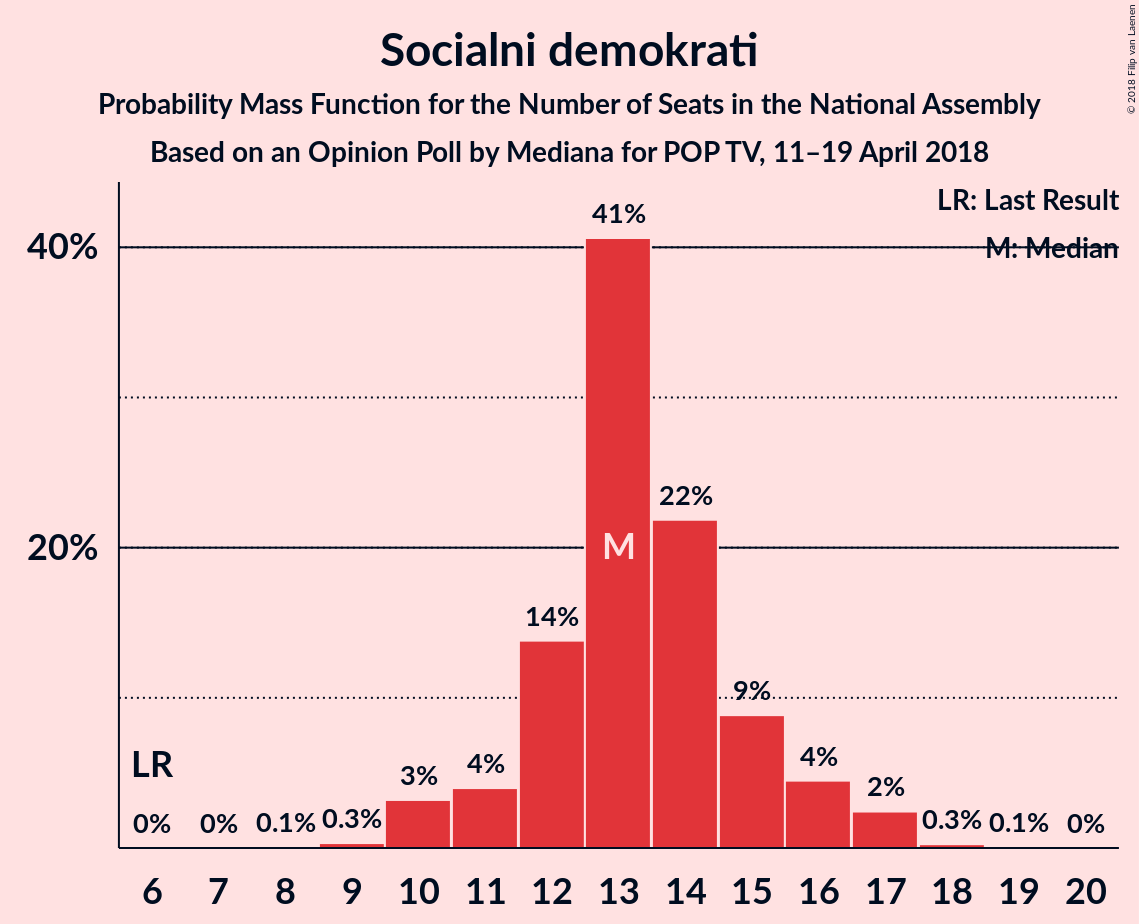 Socialni demokrati
Probability Mass Function for the Number of Seats in the National Assembly
Based on an Opinion Poll by Mediana for POP TV, 11–19 April 2018
© 2018 Filip van Laenen
LR: Last Result
M: Median
40%
20%
41%
22%
14%
9%
4%
3%
4%
2%
0%
0%
0.1%
0.3%
0.3%
0.1%
0%
LR
M
6 7 8 9 10 11 12 13 14 15 16 17 18 19 20